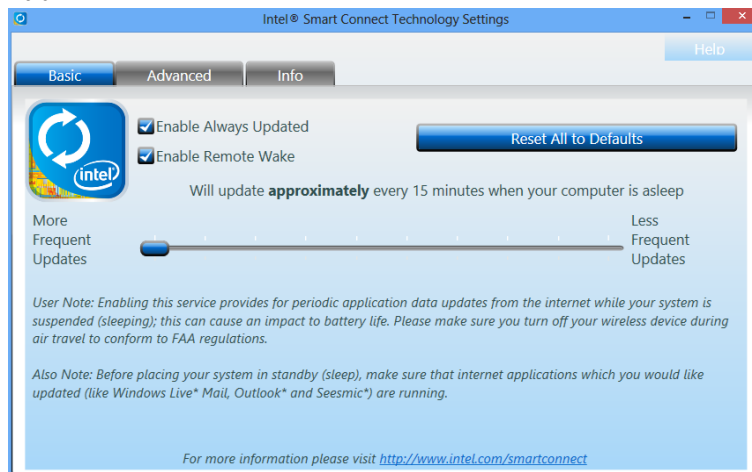 Intel® Smart Connect Technology Settings
Help
Basic Advanced Info
Enable Always Updated
Reset All to Defaults
Enable Remote Wake
intel
Will update approximately every 15 minutes when your computer is asleep
More
Frequent
Updates
Less
Frequent
Updates
User Note: Enabling this service provides for periodic application data updates from the internet while your system is
suspended (sleeping); this can cause an impact to battery life. Please make sure you turn off your wireless device during
air travel to conform to FAA regulations.
Also Note: Before placing your system in standby (sleep), make sure that internet applications which you would like
updated (like Windows Live* Mail, Outlook* and Seesmic*) are running.
For more information please visit http://www.intel.com/smartconnect